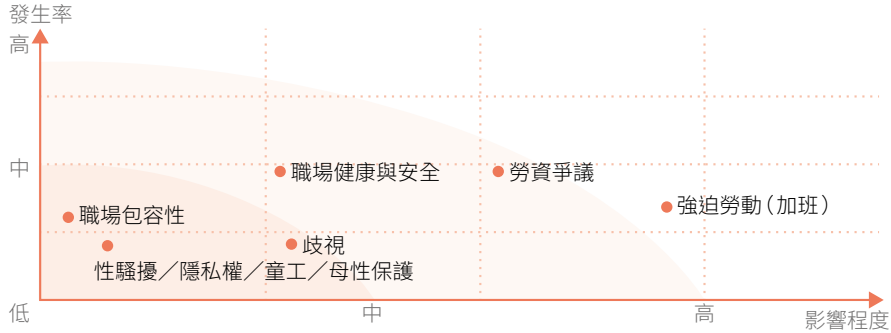 發生率
高
中
職場健康與安全
勞資爭議
強迫勞動（加班）
職場包容性
歧視
性騷擾／隱私權／童工／母性保護
低
中
高
影響程度